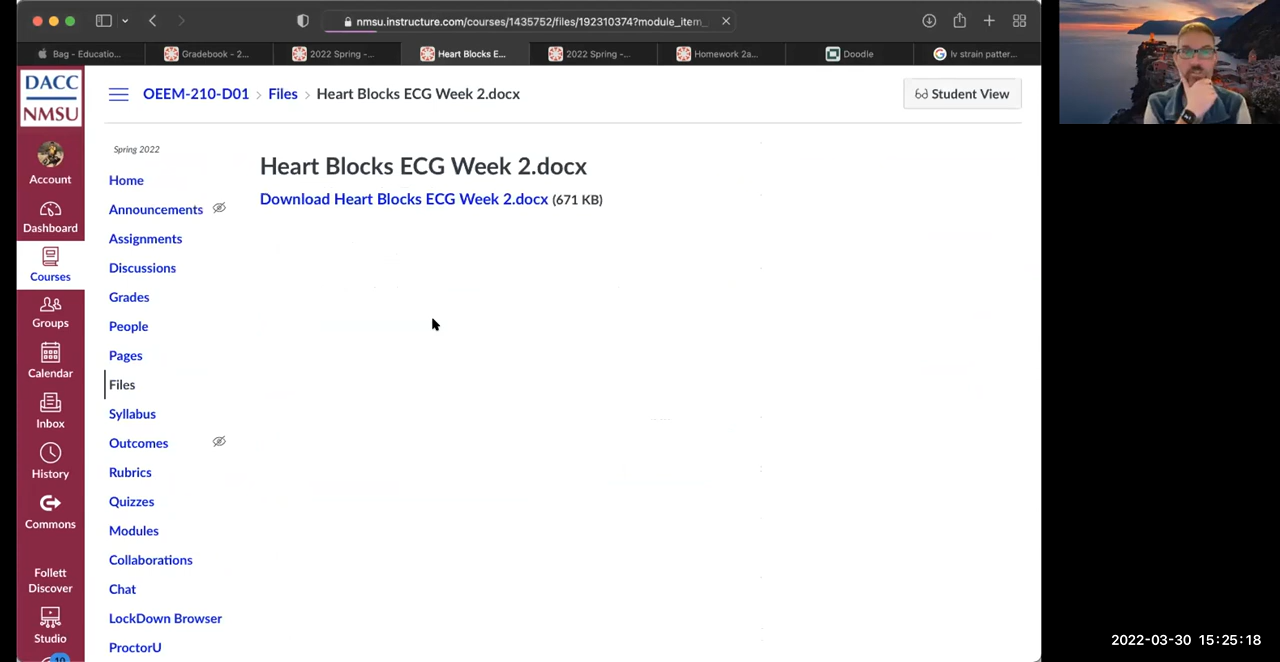 nmsu.instructure.com/courses/1435752/files/192310374?module_item_
Bag - Educatio...
Gradebook - 2...
2022 Spring -...
Heart Blocks E...
2022 Spring -...
Homework 2a...
Doodle
lv strain patter...
DACC
NMSU
OEEM-210-D01 > Files > Heart Blocks ECG Week 2.docx
Student View
Account
Dashboard
Courses
Groups
Calendar
Inbox
History
Commons
Follett
Discover
Studio
10
Spring 2022
Home
Announcements
Assignments
Discussions
Grades
People
Pages
Files
Syllabus
Outcomes
Rubrics
Quizzes
Modules
Collaborations
Chat
LockDown Browser
ProctorU
Heart Blocks ECG Week 2.docx
Download Heart Blocks ECG Week 2.docx (671 KB)
2022-03-30 15:25:18